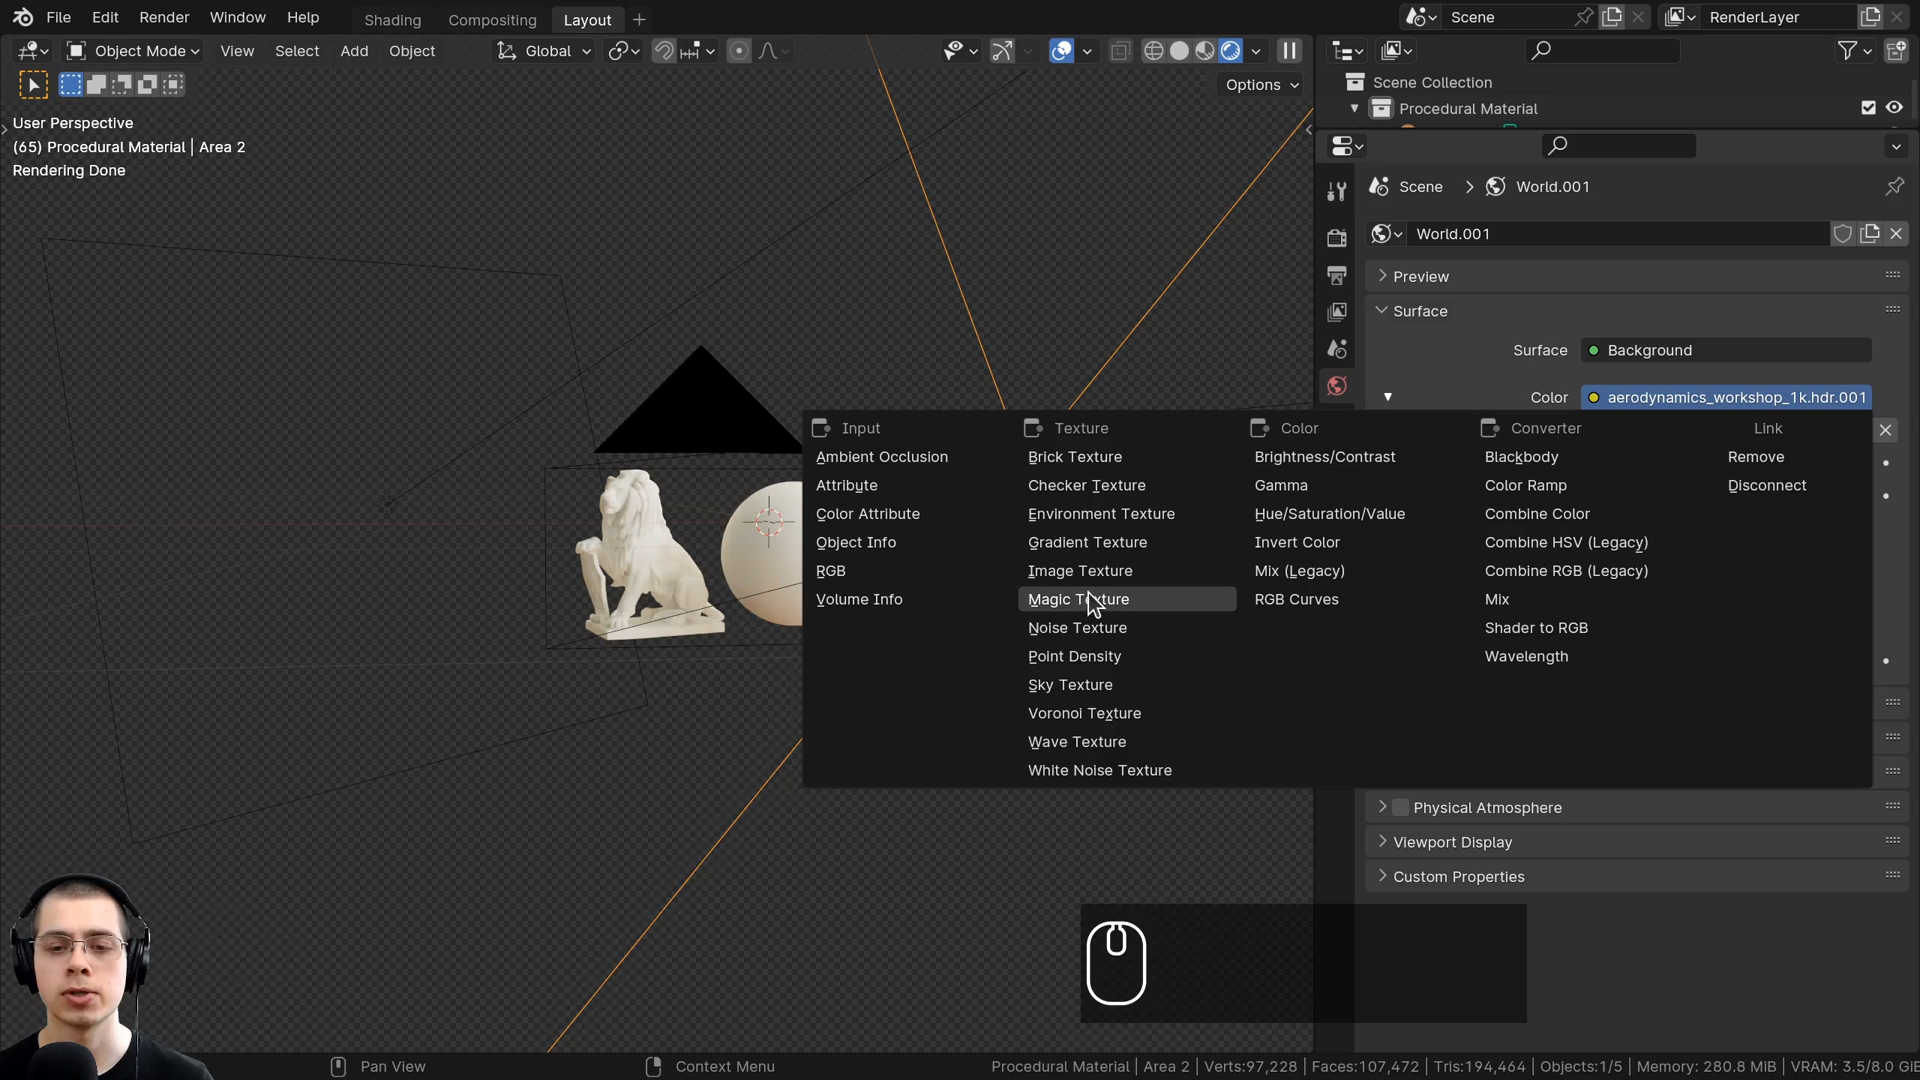 File Edit Render Window Help Shading Compositing Layout Scene RenderLayer
Object Mode View Select Add Object Global
Options
User Perspective
(65) Procedural Material | Area 2
Rendering Done
Scene Collection
Procedural Material
Scene World.001
World.001
Preview
Surface
Surface Background
Color aerodynamics_workshop_1k.hdr.001
Input Texture Color Converter Link
Ambient Occlusion Brick Texture Brightness/Contrast Blackbody Remove
Attribute Checker Texture Gamma Color Ramp Disconnect
Color Attribute Environment Texture Hue/Saturation/Value Combine Color
Object Info Gradient Texture Invert Color Combine HSV (Legacy)
RGB Image Texture Mix (Legacy) Combine RGB (Legacy)
Volume Info Magic Texture RGB Curves Mix
Noise Texture Shader to RGB
Point Density Wavelength
Sky Texture
Voronoi Texture
Wave Texture
White Noise Texture
Physical Atmosphere
Viewport Display
Custom Properties
Pan View Context Menu Procedural Material | Area 2 | Verts:97,228 | Faces:107,472 | Tris:194,464 | Objects:1/5 | Memory: 280.8 MiB | VRAM: 3.5/8.0 GiB